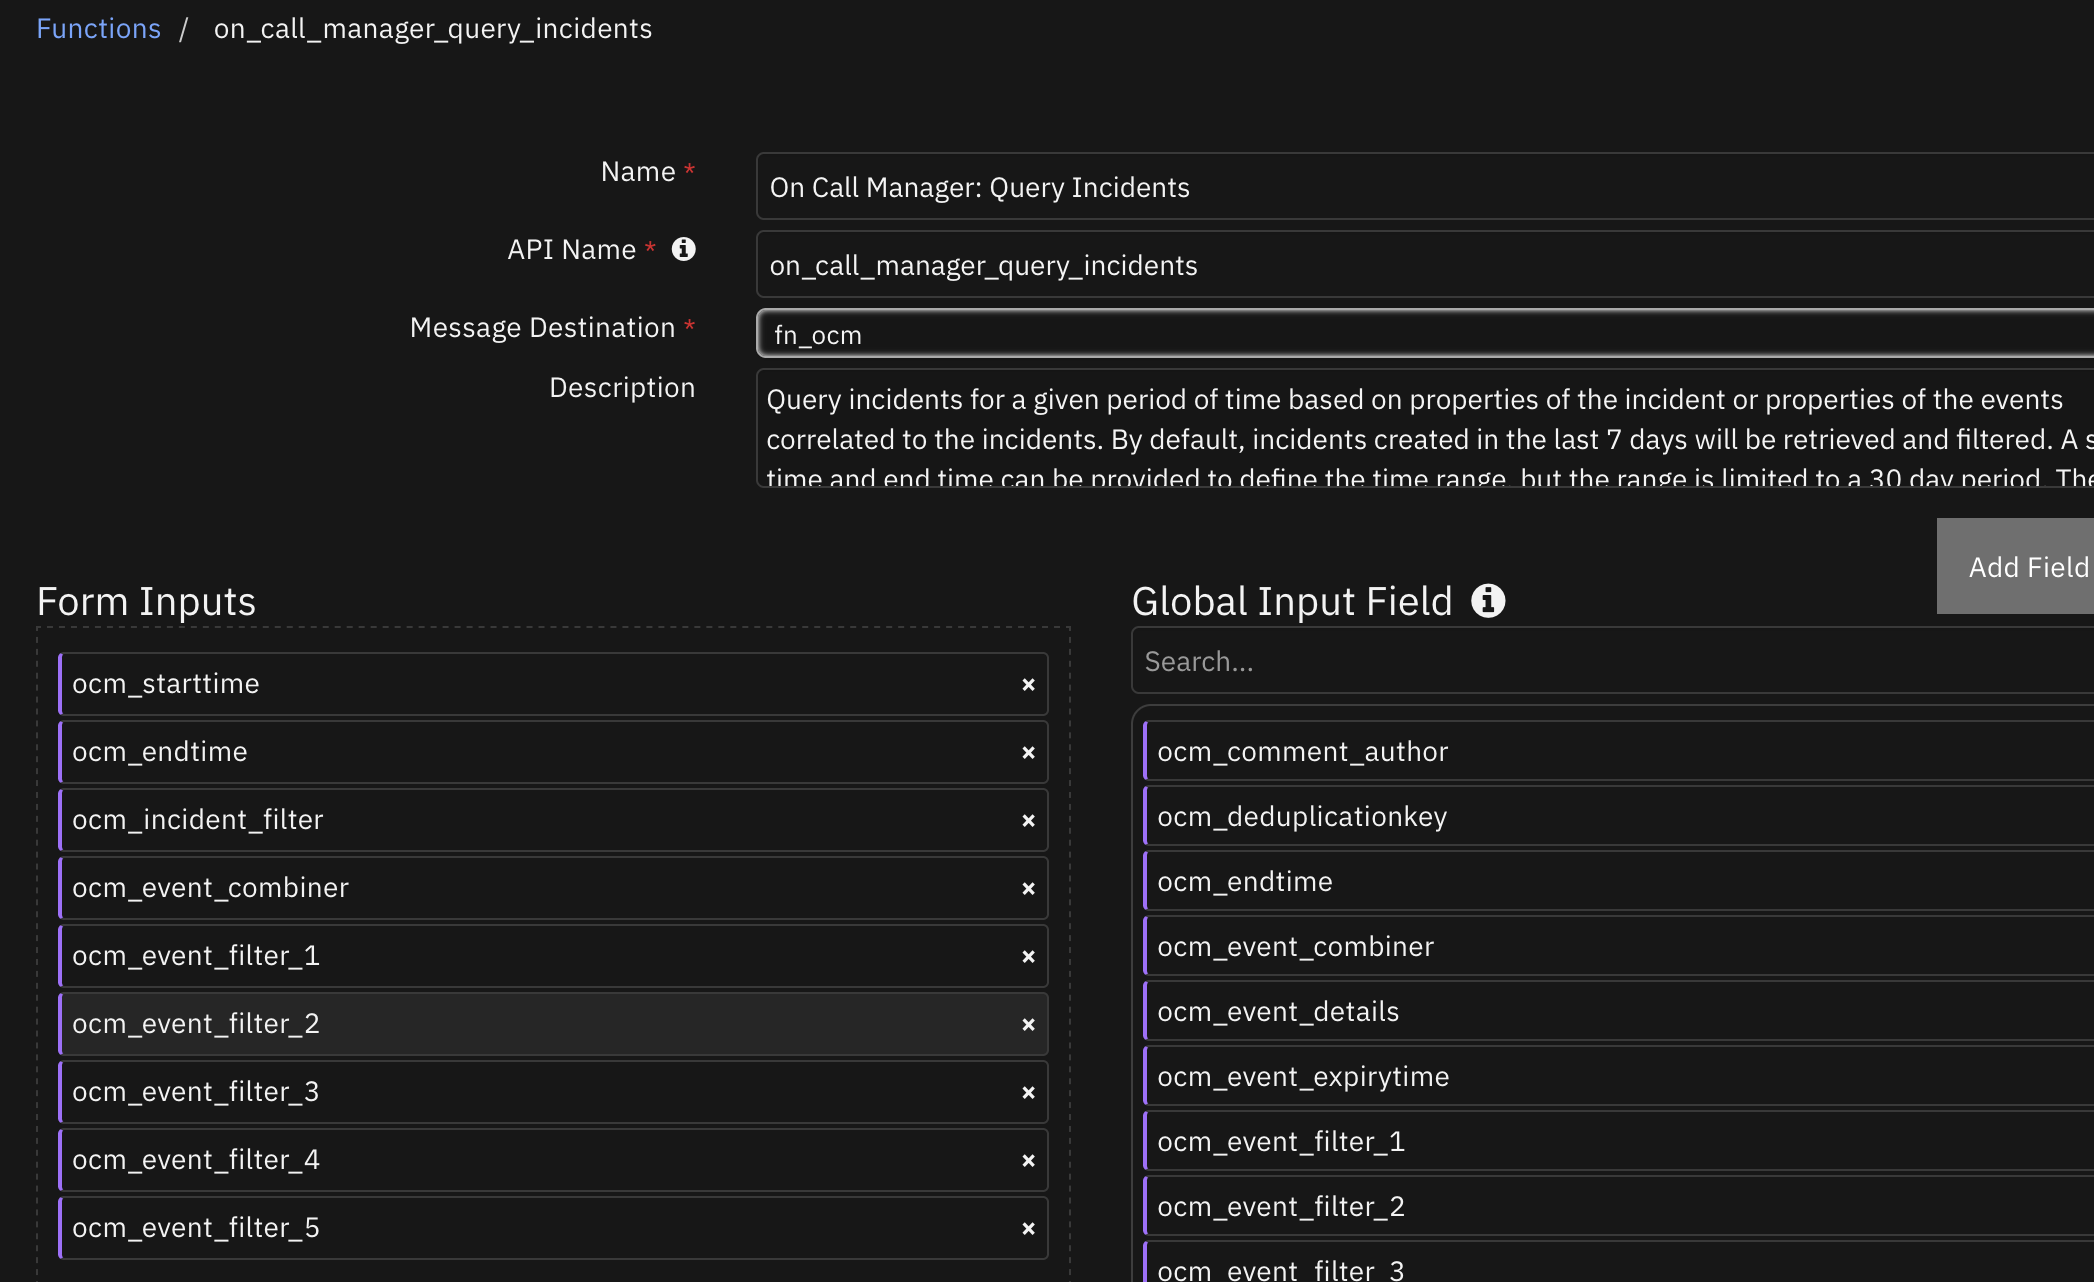 Functions / on_call_manager_query_incidents
Name *
On Call Manager: Query Incidents
API Name *
on_call_manager_query_incidents
Message Destination *
fn_ocm
Description
Query incidents for a given period of time based on properties of the incident or properties of the events
correlated to the incidents. By default, incidents created in the last 7 days will be retrieved and filtered. A
time and end time can be provided to define the time range, but the range is limited to a 30 day period. The
Add Field
Form Inputs
ocm_starttime ×
ocm_endtime ×
ocm_incident_filter ×
ocm_event_combiner ×
ocm_event_filter_1 ×
ocm_event_filter_2 ×
ocm_event_filter_3 ×
ocm_event_filter_4 ×
ocm_event_filter_5 ×
Global Input Field
Search...
ocm_comment_author
ocm_deduplicationkey
ocm_endtime
ocm_event_combiner
ocm_event_details
ocm_event_expirytime
ocm_event_filter_1
ocm_event_filter_2
ocm_event_filter_3